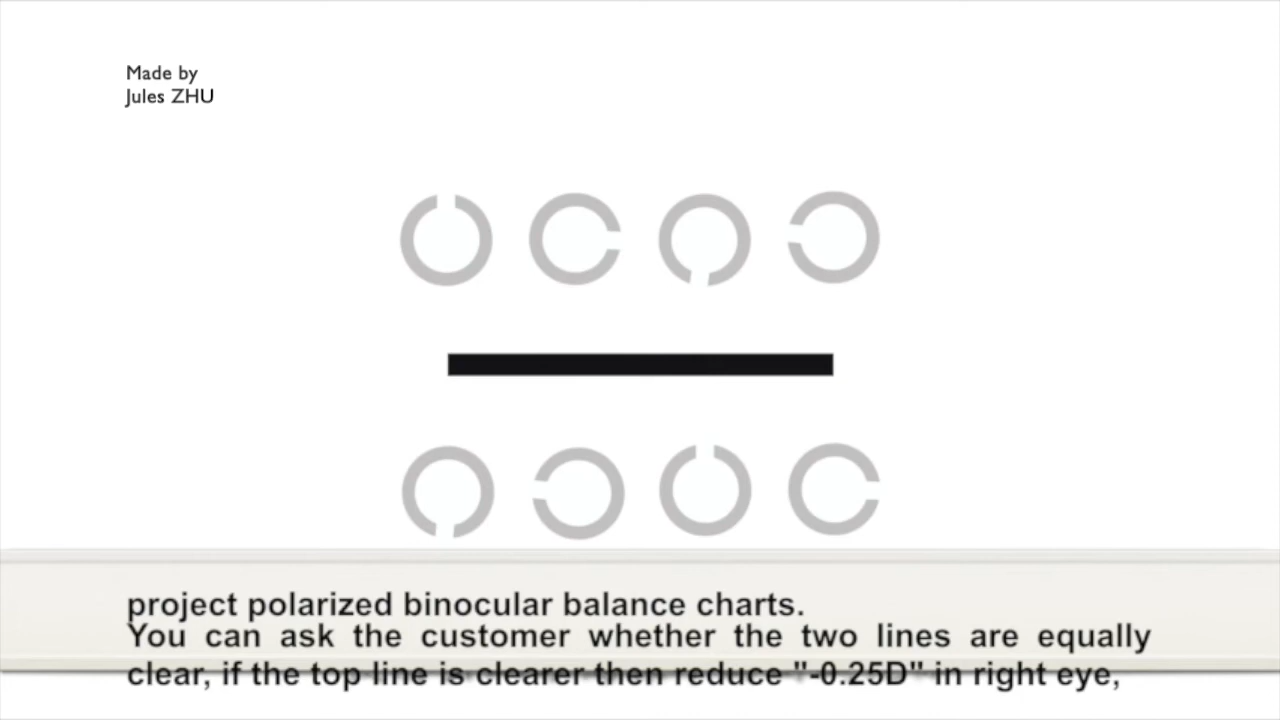 Made by
Jules ZHU
project polarized binocular balance charts.
You can ask the customer whether the two lines are equally
clear, if the top line is clearer then reduce "-0.25D" in right eye,